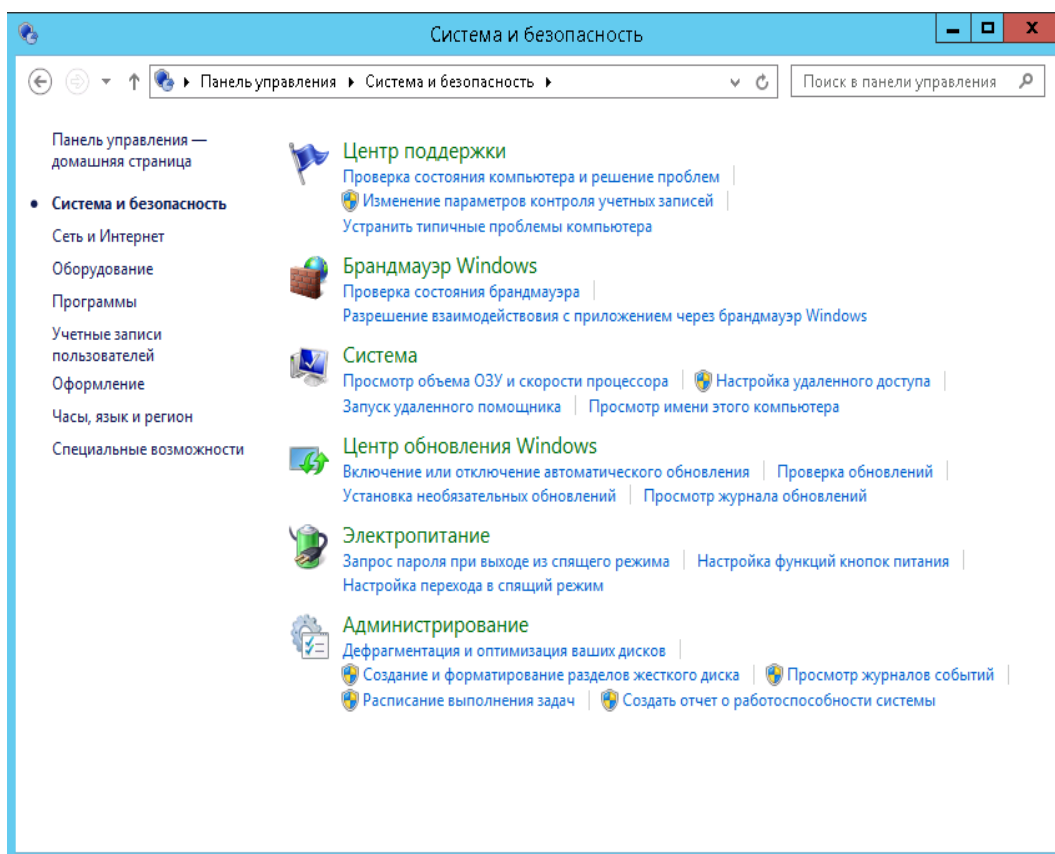 Система и безопасность
Панель управления
Система и безопасность
Поиск в панели управления
Панель управления —
домашняя страница
Система и безопасность
Сеть и Интернет
Оборудование
Программы
Учетные записи
пользователей
Оформление
Часы, язык и регион
Специальные возможности
Центр поддержки
Проверка состояния компьютера и решение проблем
Изменение параметров контроля учетных записей
Устранить типичные проблемы компьютера
Брандмауэр Windows
Проверка состояния брандмауэра
Разрешение взаимодействовия с приложением через брандмауэр Windows
Система
Просмотр объема ОЗУ и скорости процессора Настройка удаленного доступа
Запуск удаленного помощника Просмотр имени этого компьютера
Центр обновления Windows
Включение или отключение автоматического обновления Проверка обновлений
Установка необязательных обновлений Просмотр журнала обновлений
Электропитание
Запрос пароля при выходе из спящего режима Настройка функций кнопок питания
Настройка перехода в спящий режим
Администрирование
Дефрагментация и оптимизация ваших дисков
Создание и форматирование разделов жесткого диска Просмотр журналов событий
Расписание выполнения задач Создать отчет о работоспособности системы